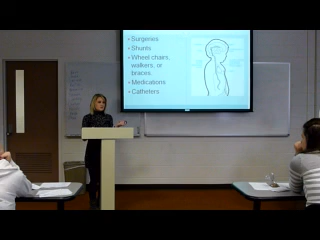 • Surgeries
• Shunts
• Wheel chairs,
walkers, or
braces
• Medications
• Catheters